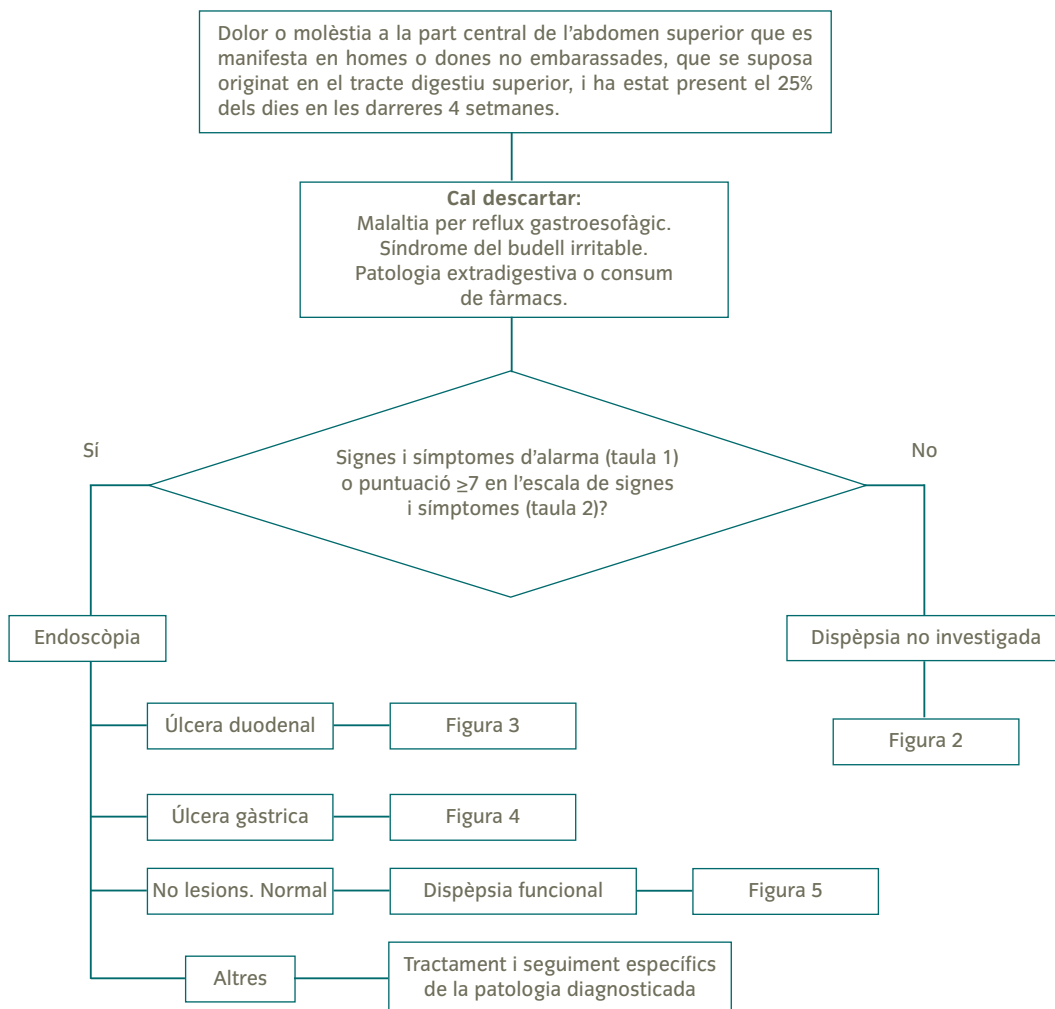 Dolor o molèstia a la part central de l'abdomen superior que es
manifesta en homes o dones no embarassades, que se suposa
originat en el tracte digestiu superior, i ha estat present el 25%
dels dies en les darreres 4 setmanes.
Cal descartar:
Malaltia per reflux gastroesofàgic.
Síndrome del budell irritable.
Patologia extradigestiva o consum
de fàrmacs.
Sí
No
Signes i símptomes d'alarma (taula 1)
o puntuació ≥7 en l'escala de signes
i símptomes (taula 2)?
Endoscòpia
Dispèpsia no investigada
Úlcera duodenal
Figura 3
Figura 2
Úlcera gàstrica
Figura 4
No lesions. Normal
Dispèpsia funcional
Figura 5
Altres
Tractament i seguiment específics
de la patologia diagnosticada